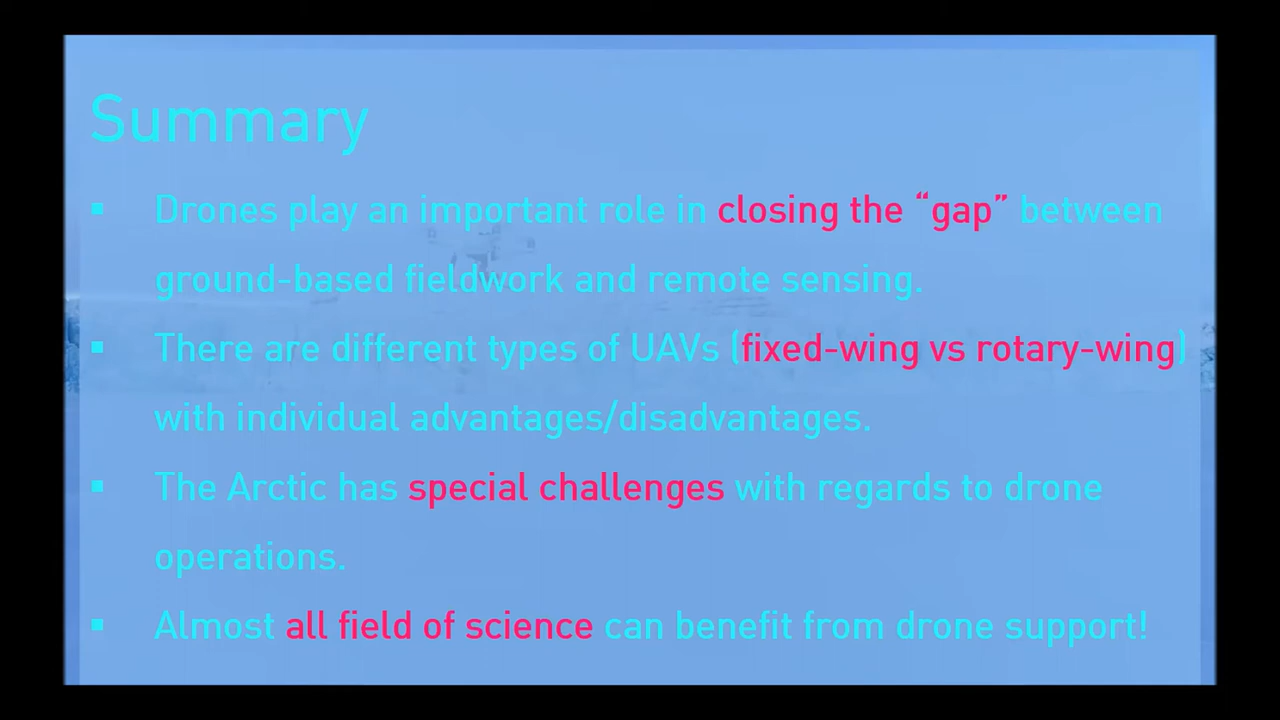 Summary
▪ Drones play an important role in closing the “gap” between
ground-based fieldwork and remote sensing.
▪ There are different types of UAVs (fixed-wing vs rotary-wing)
with individual advantages/disadvantages.
▪ The Arctic has special challenges with regards to drone
operations.
▪ Almost all field of science can benefit from drone support!